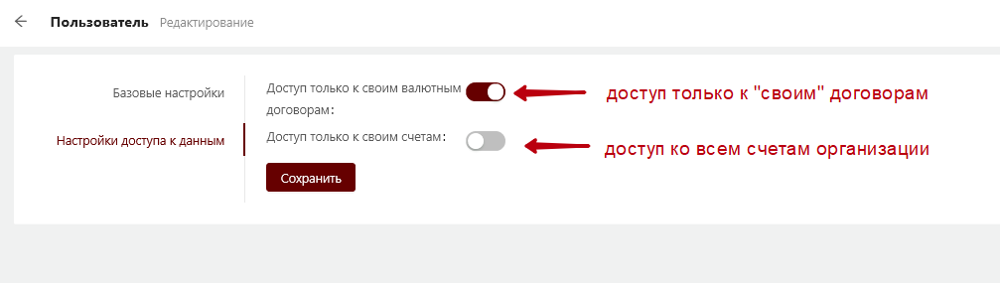 Пользователь Редактирование
Базовые настройки
Настройки доступа к данным
Доступ только к своим валютным
договорам:
доступ только к "своим" договорам
Доступ только к своим счетам:
доступ ко всем счетам организации
Сохранить